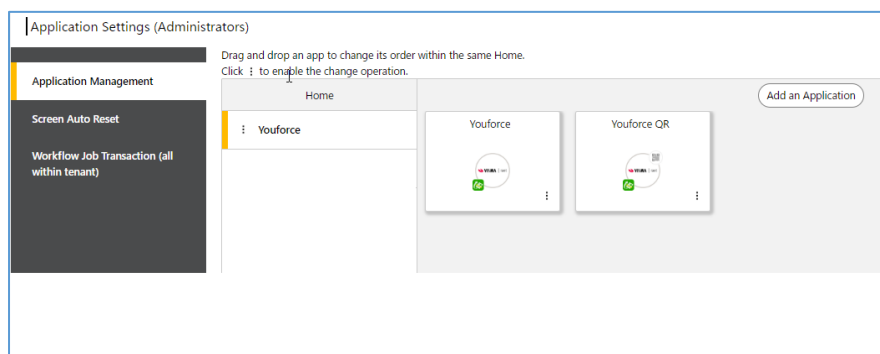 Application Settings (Administrators)
Drag and drop an app to change its order within the same Home.
Click ⋮ to enable the change operation.
Application Management
Screen Auto Reset
Workflow Job Transaction (all
within tenant)
Home
Youforce
Add an Application
Youforce
Youforce QR